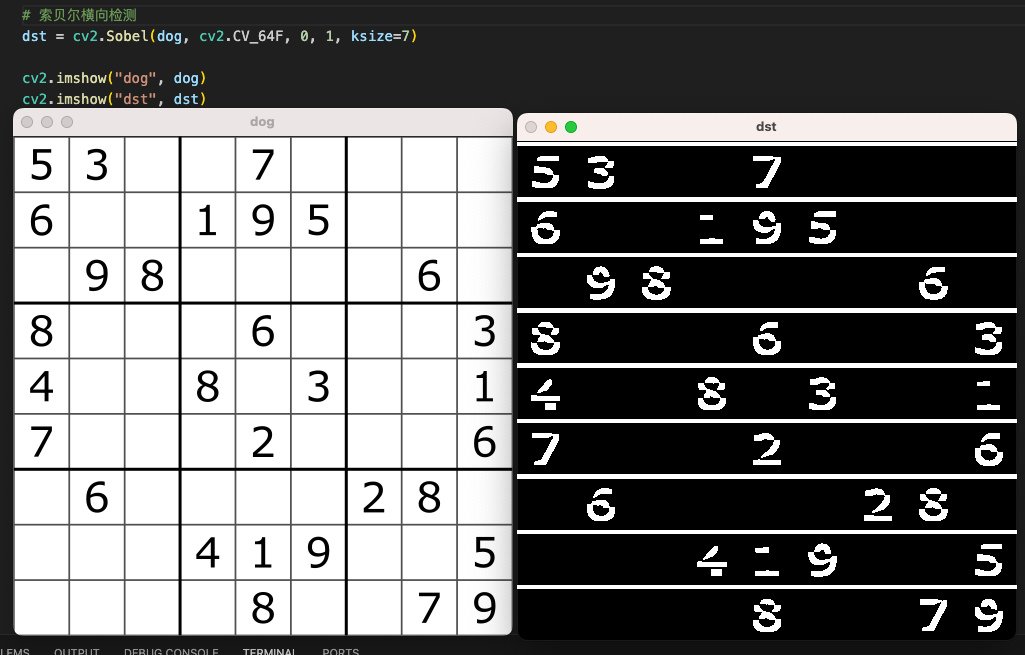 # 索贝尔横向检测
dst = cv2.Sobel(dog, cv2.CV_64F, 0, 1, ksize=7)
cv2.imshow("dog", dog)
cv2.imshow("dst", dst)
dog
5 3 7
6 1 9 5
9 8 6
8 6 3
4 8 3 1
7 2 6
6 2 8
4 1 9 5
8 7 9
dst
5 3 7
6 1 9 5
9 8 6
8 6 3
4 8 3 1
7 2 6
6 2 8
4 1 9 5
8 7 9
LEMS OUTPUT DEBUG CONSOLE TERMINAL PORTS